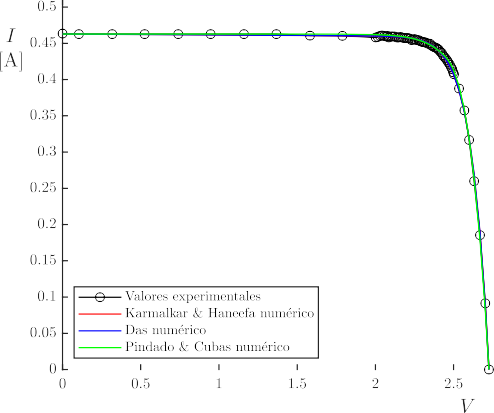 I
[A]
0.5
0.45
0.4
0.35
0.3
0.25
0.2
0.15
0.1
0.05
0
Valores experimentales
Karmalkar & Haneefa numérico
Das numérico
Pindado & Cubas numérico
0 0.5 1 1.5 2 2.5
V